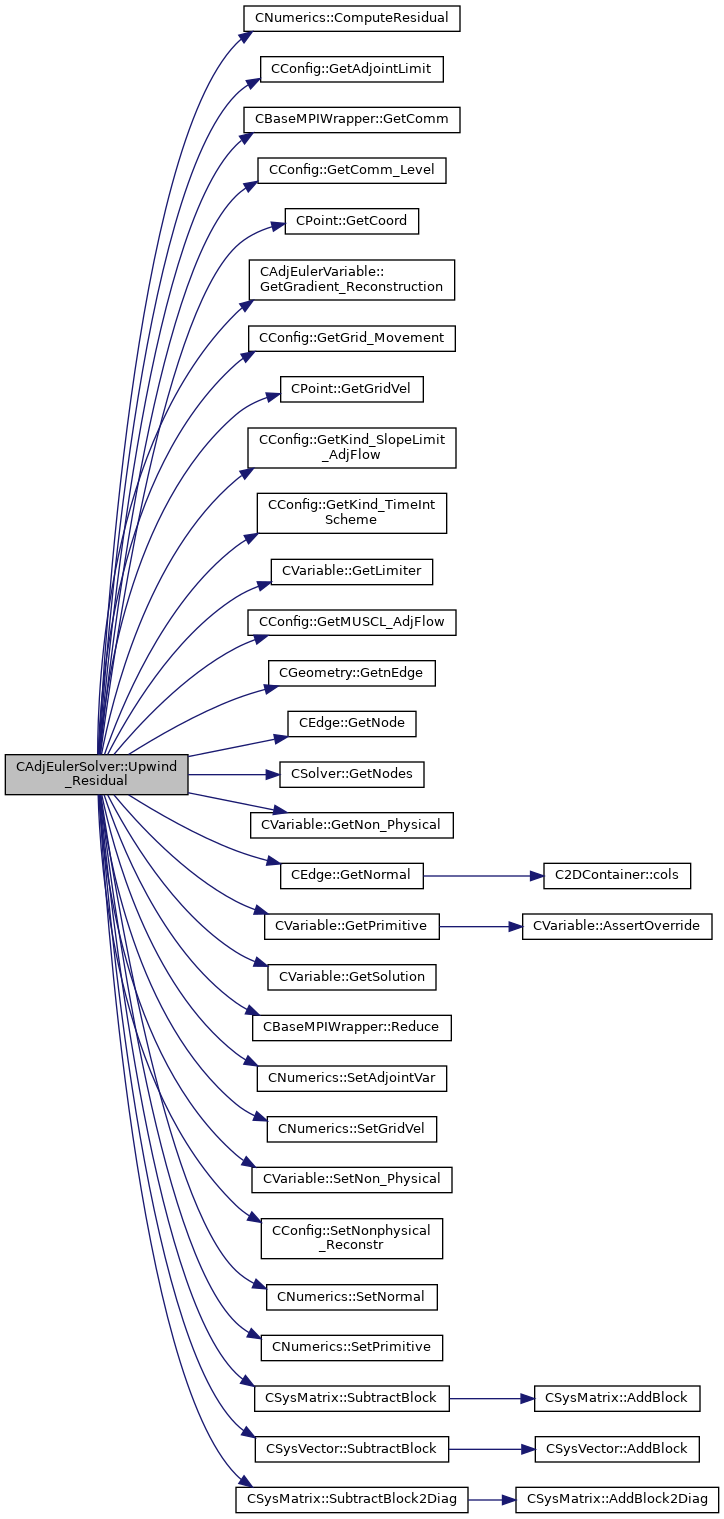 CNumerics::ComputeResidual
CConfig::GetAdjointLimit
CBaseMPIWrapper::GetComm
CConfig::GetComm_Level
CPoint::GetCoord
CAdjEulerVariable::
GetGradient_Reconstruction
CConfig::GetGrid_Movement
CPoint::GetGridVel
CConfig::GetKind_SlopeLimit
_AdjFlow
CConfig::GetKind_TimeInt
Scheme
CVariable::GetLimiter
CConfig::GetMUSCL_AdjFlow
CGeometry::GetnEdge
CEdge::GetNode
CAdjEulerSolver::Upwind
_Residual
CSolver::GetNodes
CVariable::GetNon_Physical
CEdge::GetNormal
C2DContainer::cols
CVariable::GetPrimitive
CVariable::AssertOverride
CVariable::GetSolution
CBaseMPIWrapper::Reduce
CNumerics::SetAdjointVar
CNumerics::SetGridVel
CVariable::SetNon_Physical
CConfig::SetNonphysical
_Reconstr
CNumerics::SetNormal
CNumerics::SetPrimitive
CSysMatrix::SubtractBlock
CSysMatrix::AddBlock
CSysVector::SubtractBlock
CSysVector::AddBlock
CSysMatrix::SubtractBlock2Diag
CSysMatrix::AddBlock2Diag